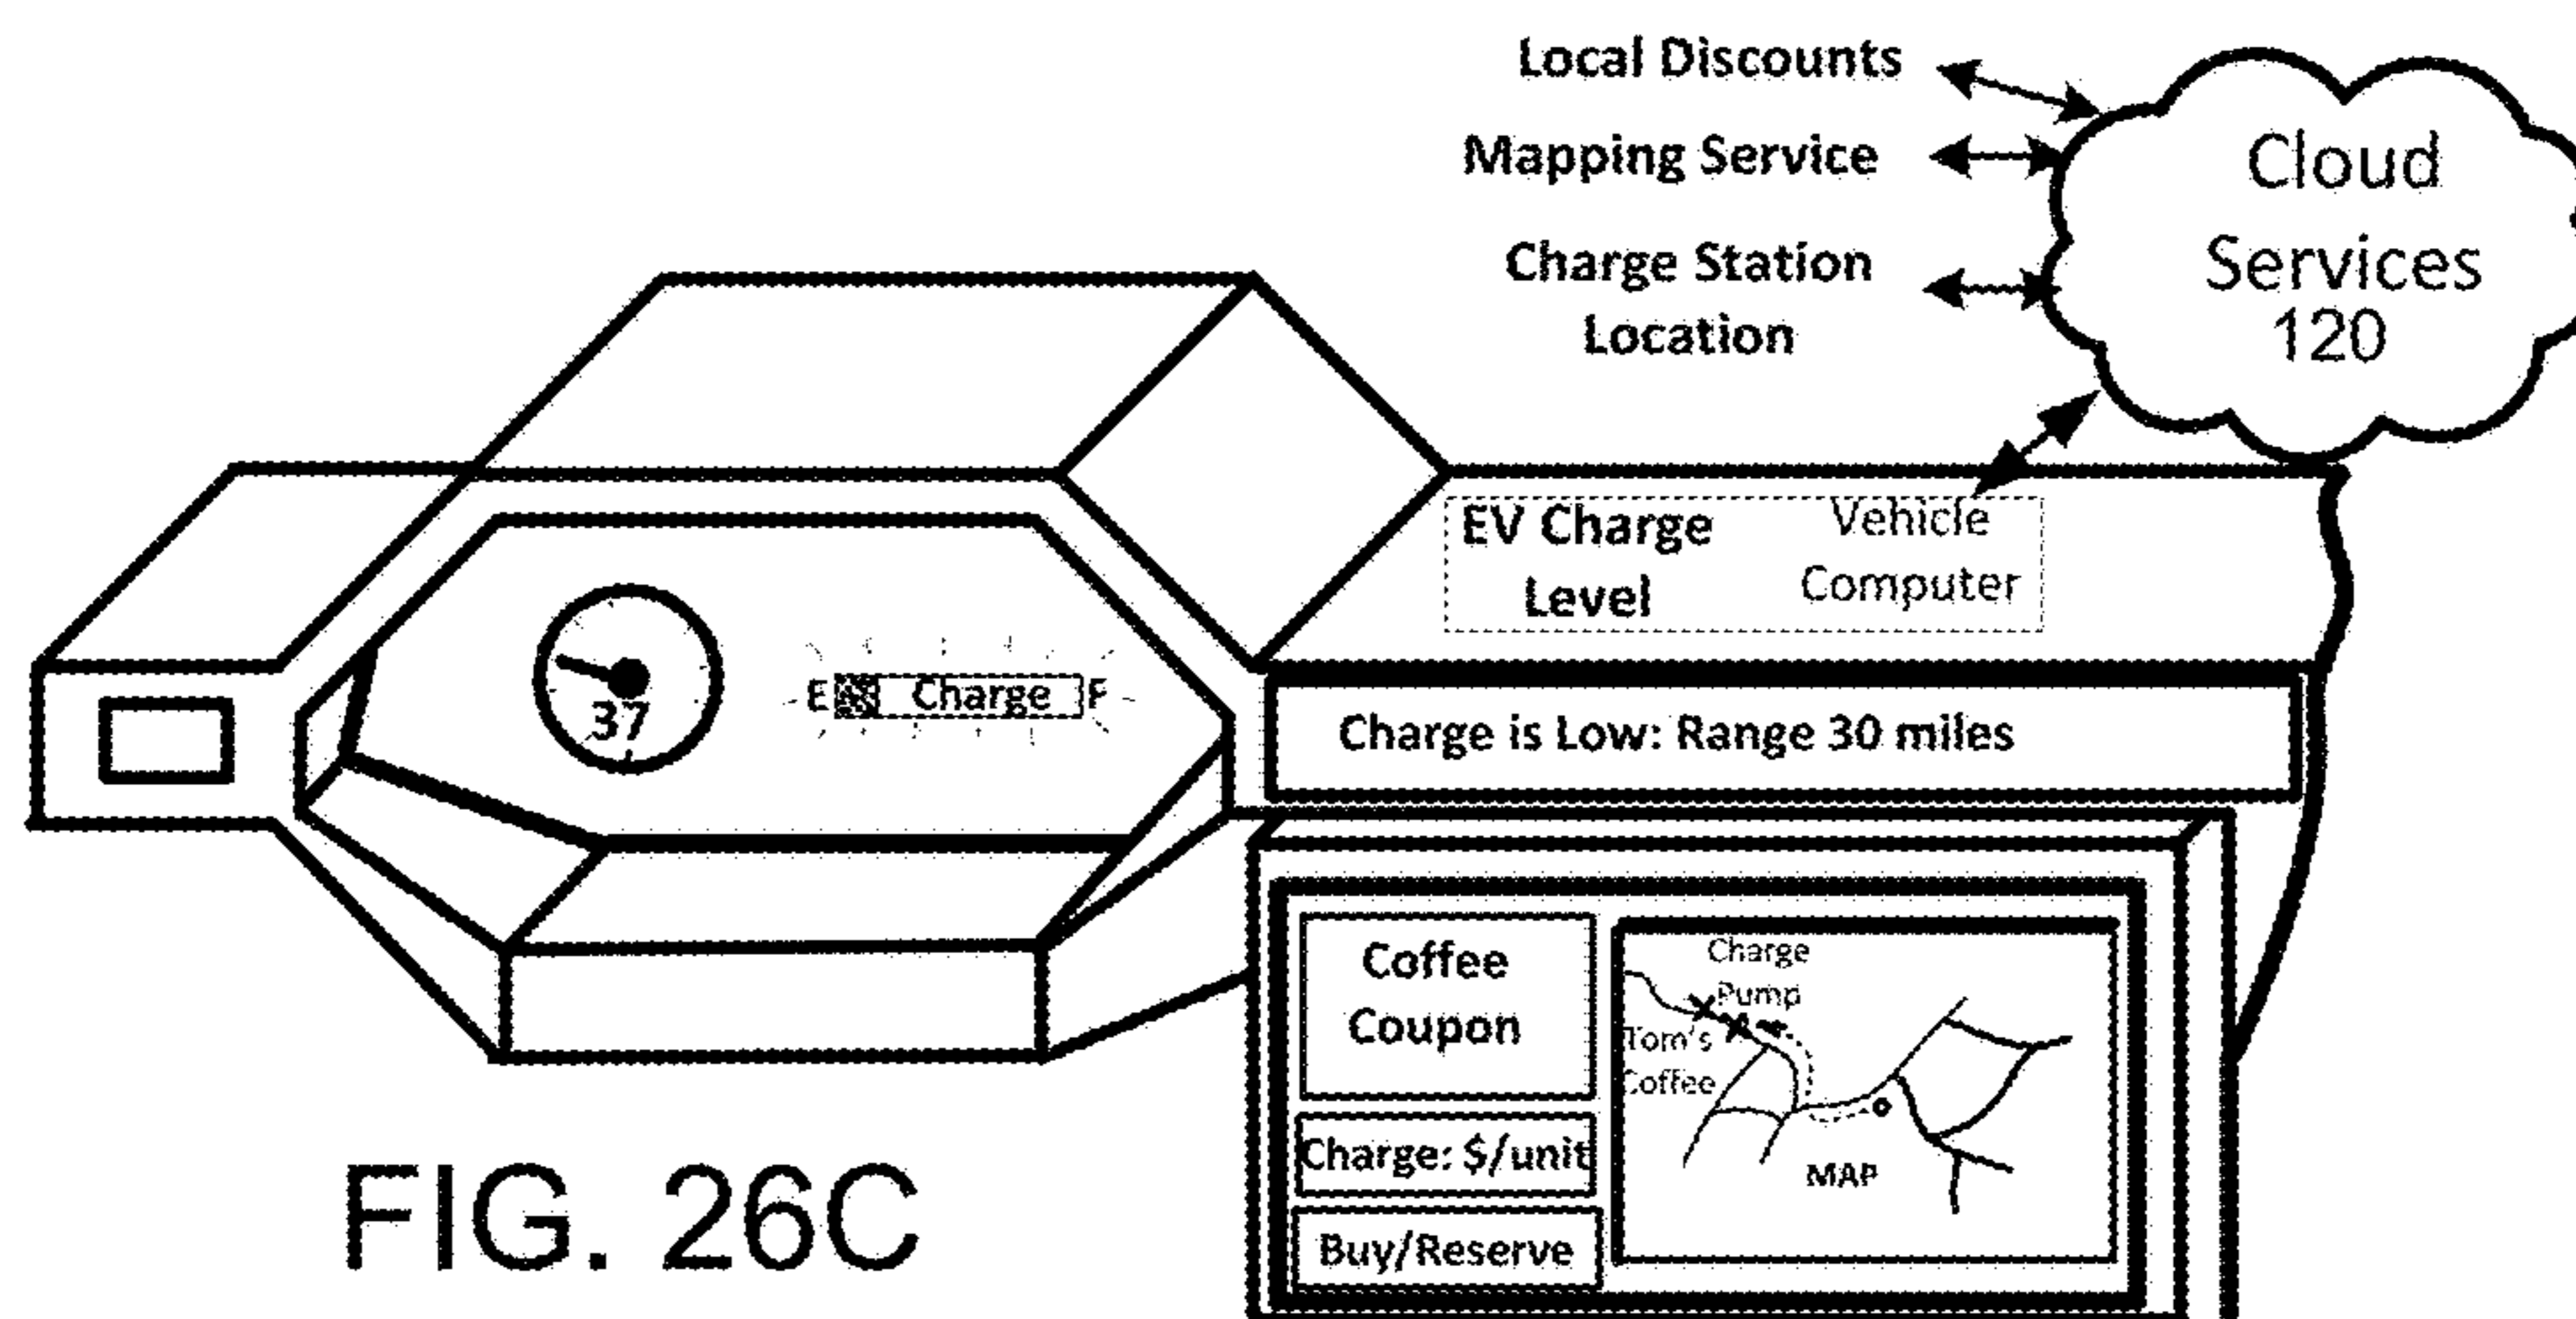 Local Discounts
Mapping Service
Charge Station
Location
Cloud
Services
120
EV Charge
Level
Vehicle
Computer
37
E Charge F
Charge is Low: Range 30 miles
Coffee
Coupon
Charge: $/unit
Buy/Reserve
Charge
Pump
Tom's
Coffee
MAP
FIG. 26C